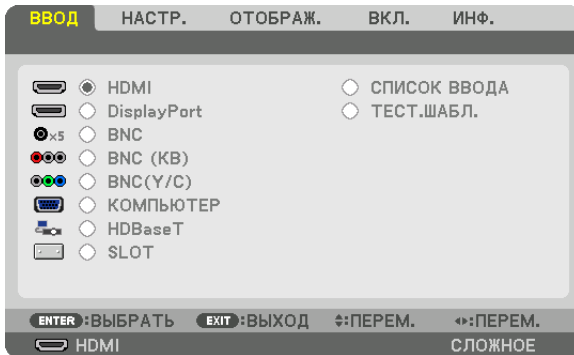 ВВОД НАСТР. ОТОБРАЖ. ВКЛ. ИНФ.
HDMI
DisplayPort
×5 BNC
BNC (КВ)
BNC(Y/C)
КОМПЬЮТЕР
HDBaseT
SLOT
СПИСОК ВВОДА
ТЕСТ.ШАБЛ.
ENTER :ВЫБРАТЬ EXIT :ВЫХОД :ПЕРЕМ. :ПЕРЕМ.
HDMI СЛОЖНОЕ